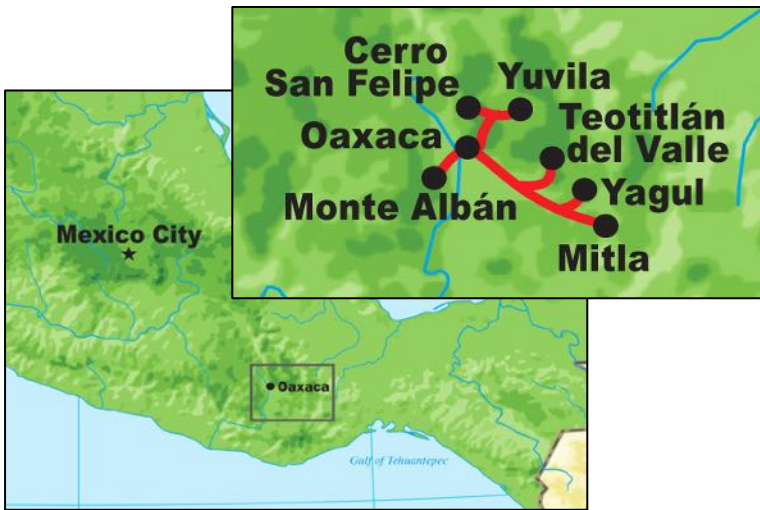 Cerro
San Felipe
Yuvila
Oaxaca
Teotitlán
del Valle
Monte Albán
Yagul
Mitla
Mexico City
Oaxaca
Gulf of Tehuantepec